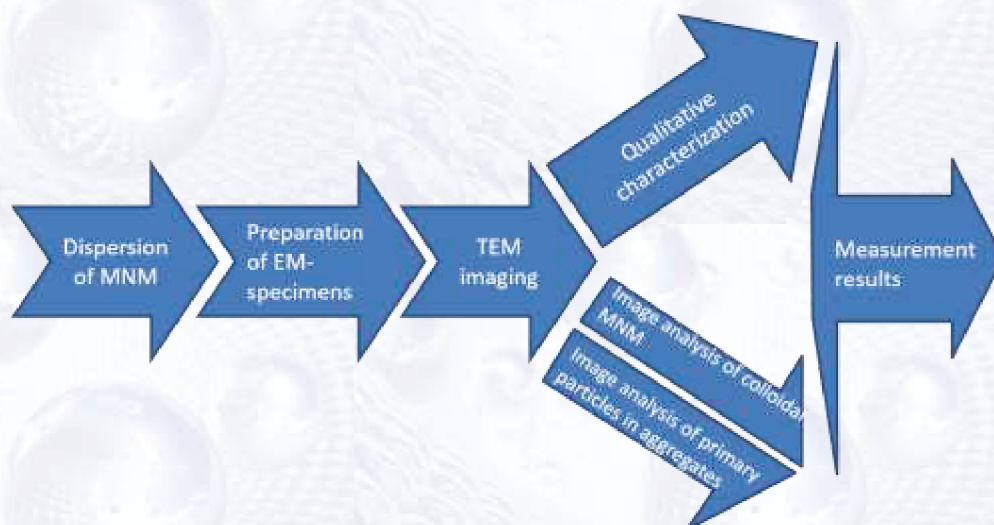 Dispersion
of MNM
Preparation
of EM-
specimens
TEM
imaging
Qualitative
characterization
Image analysis of colloidal
MNM
Image analysis of primary
particles in aggregates
Measurement
results